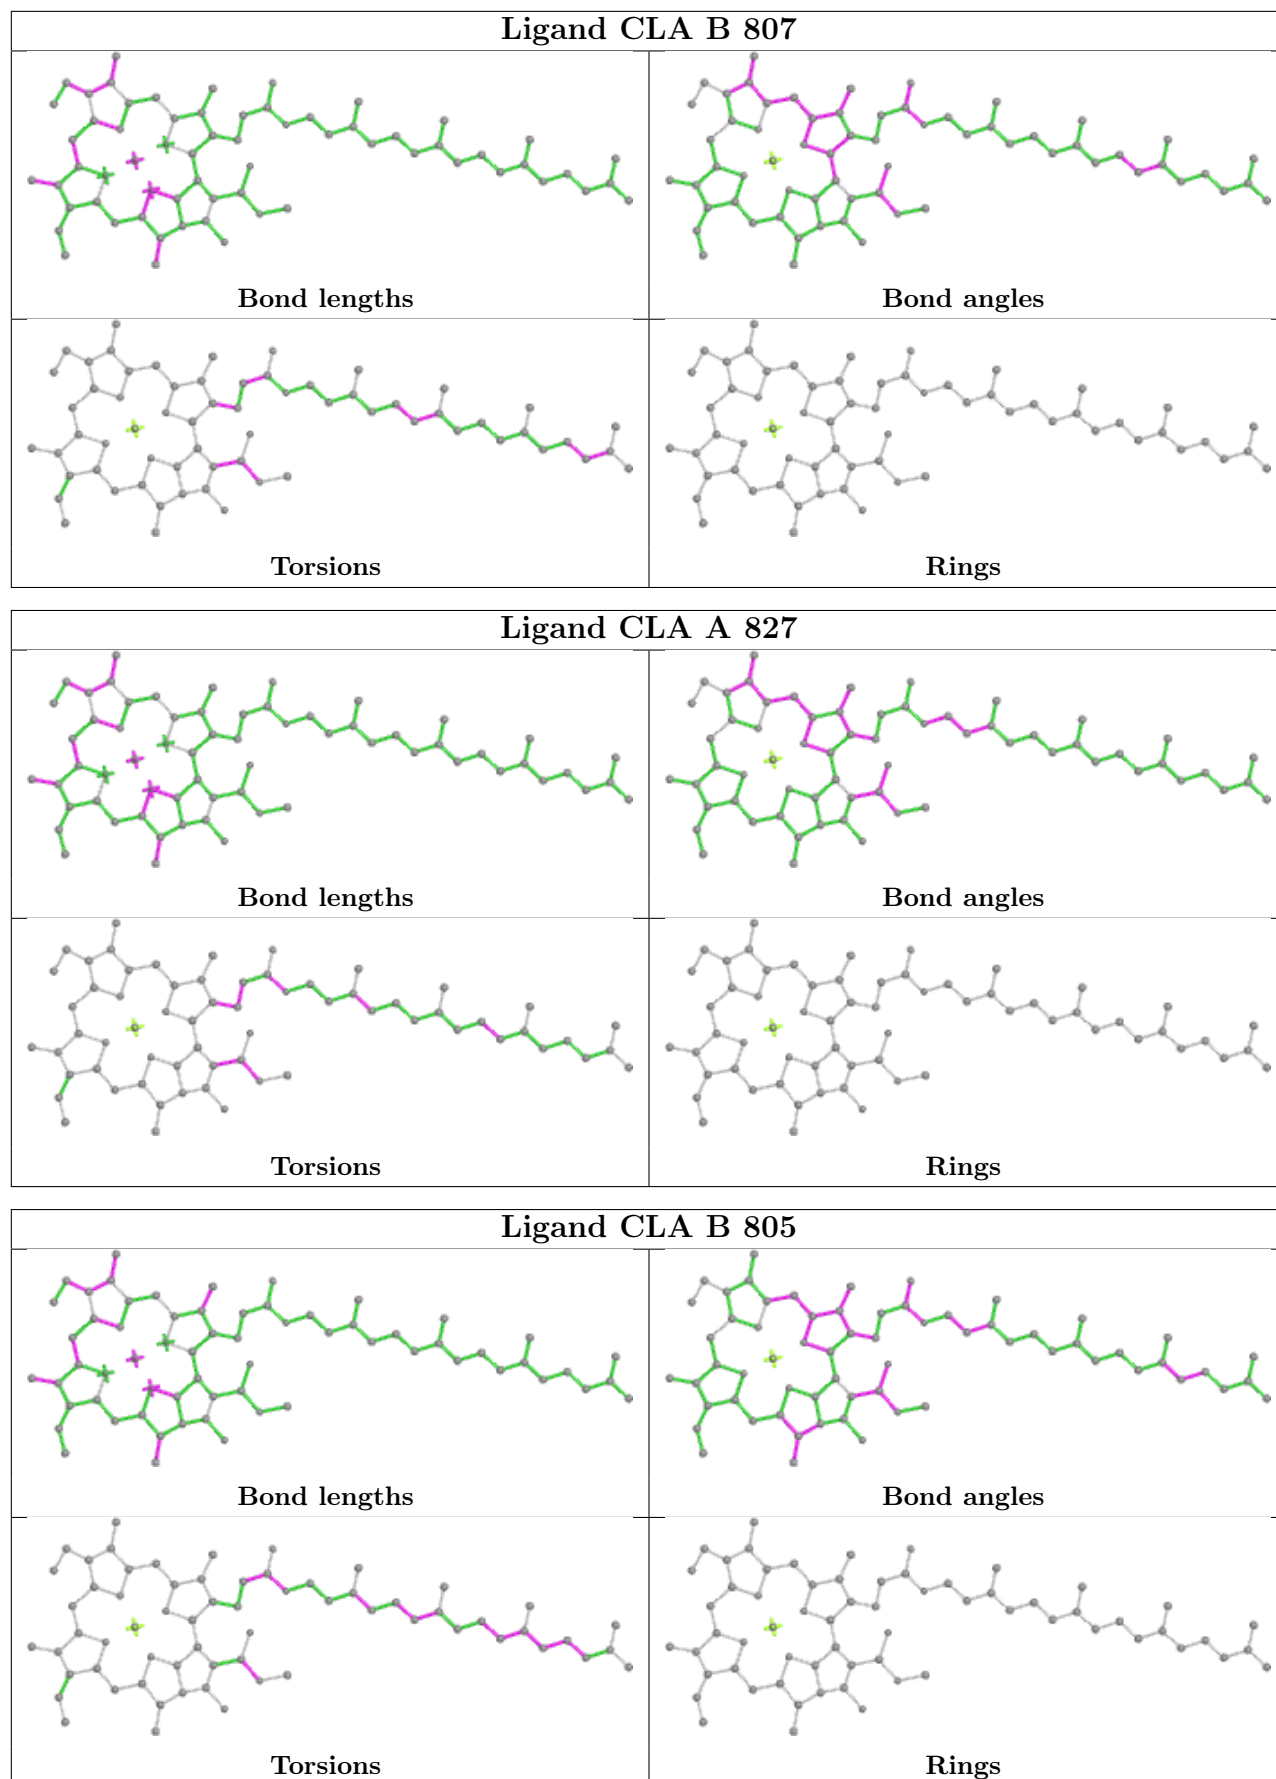 Ligand CLA B 807
Bond lengths
Bond angles
Torsions
Rings
Ligand CLA A 827
Bond lengths
Bond angles
Torsions
Rings
Ligand CLA B 805
Bond lengths
Bond angles
Torsions
Rings